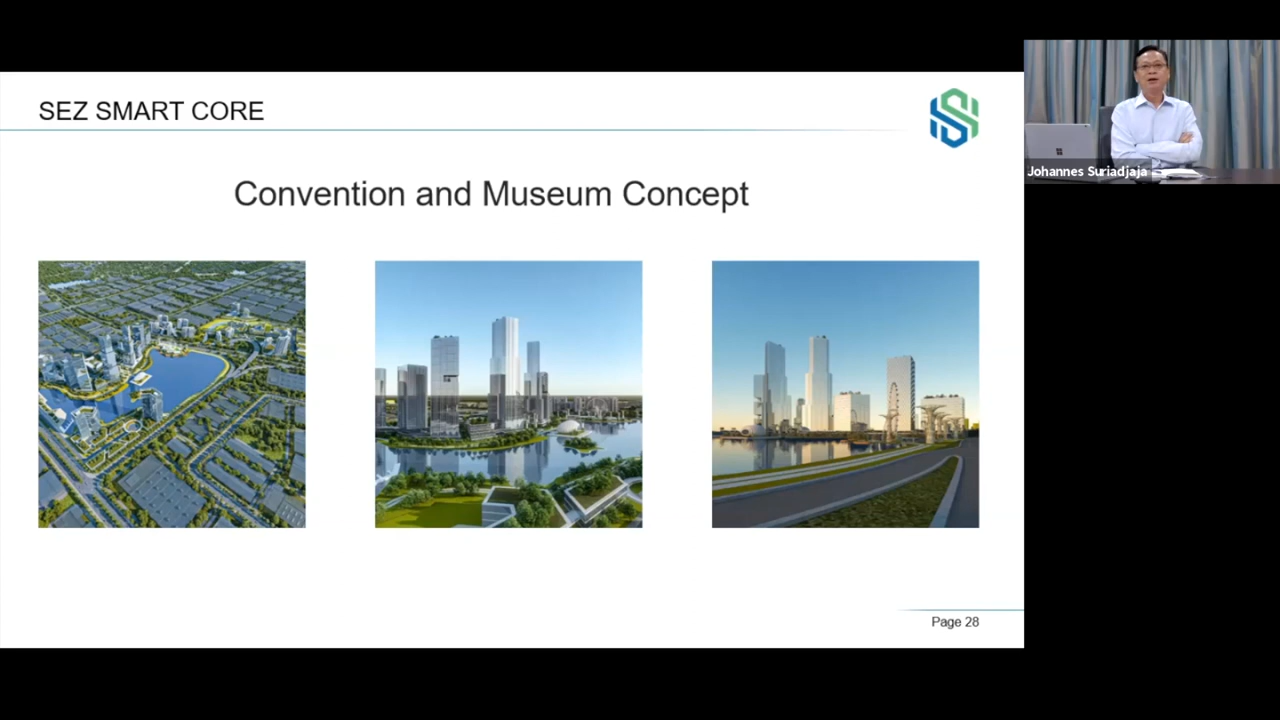 SEZ SMART CORE
Convention and Museum Concept
Page 28
Johannes Suriadjaja